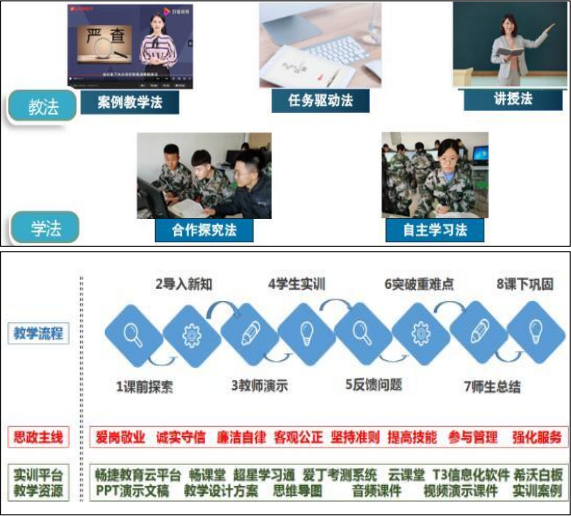 严查
教法
案例教学法
任务驱动法
讲授法
学法
合作探究法
自主学习法
2导入新知
4学生实训
6突破重难点
8课下巩固
教学流程
1课前探索
3教师演示
5反馈问题
7师生总结
思政主线
爱岗敬业 诚实守信 廉洁自律 客观公正 坚持准则 提高技能 参与管理 强化服务
实训平台 畅捷教育云平台 畅课堂 超星学习通 爱丁考测系统 云课堂 T3信息化软件 希沃白板
教学资源 PPT演示文稿 教学设计方案 思维导图 音频课件 视频演示课件 实训案例